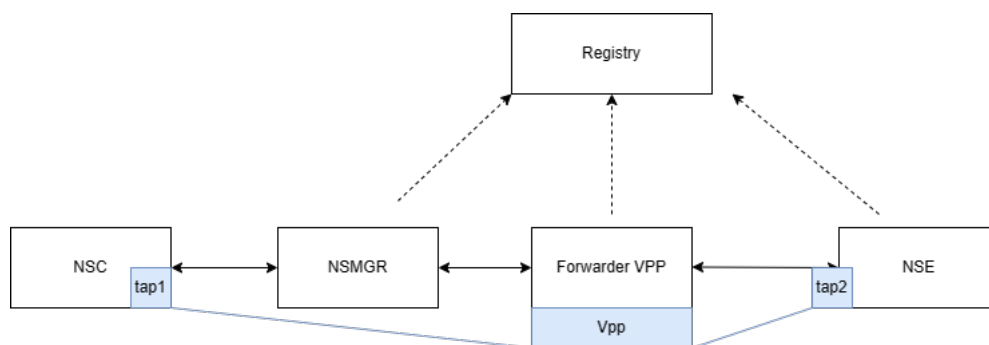 Registry
NSC
NSMGR
Forwarder VPP
NSE
tap1
tap2
Vpp